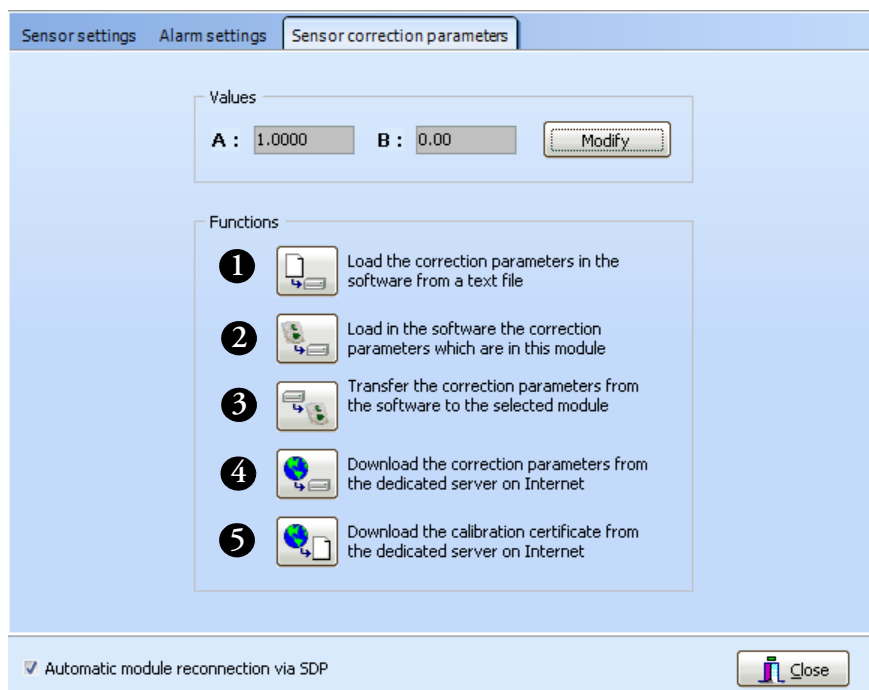 Sensor settings Alarm settings Sensor correction parameters
Values
A : 1.0000 B : 0.00 Modify
Functions
1 Load the correction parameters in the
software from a text file
2 Load in the software the correction
parameters which are in this module
3 Transfer the correction parameters from
the software to the selected module
4 Download the correction parameters from
the dedicated server on Internet
5 Download the calibration certificate from
the dedicated server on Internet
Automatic module reconnection via SDP Close